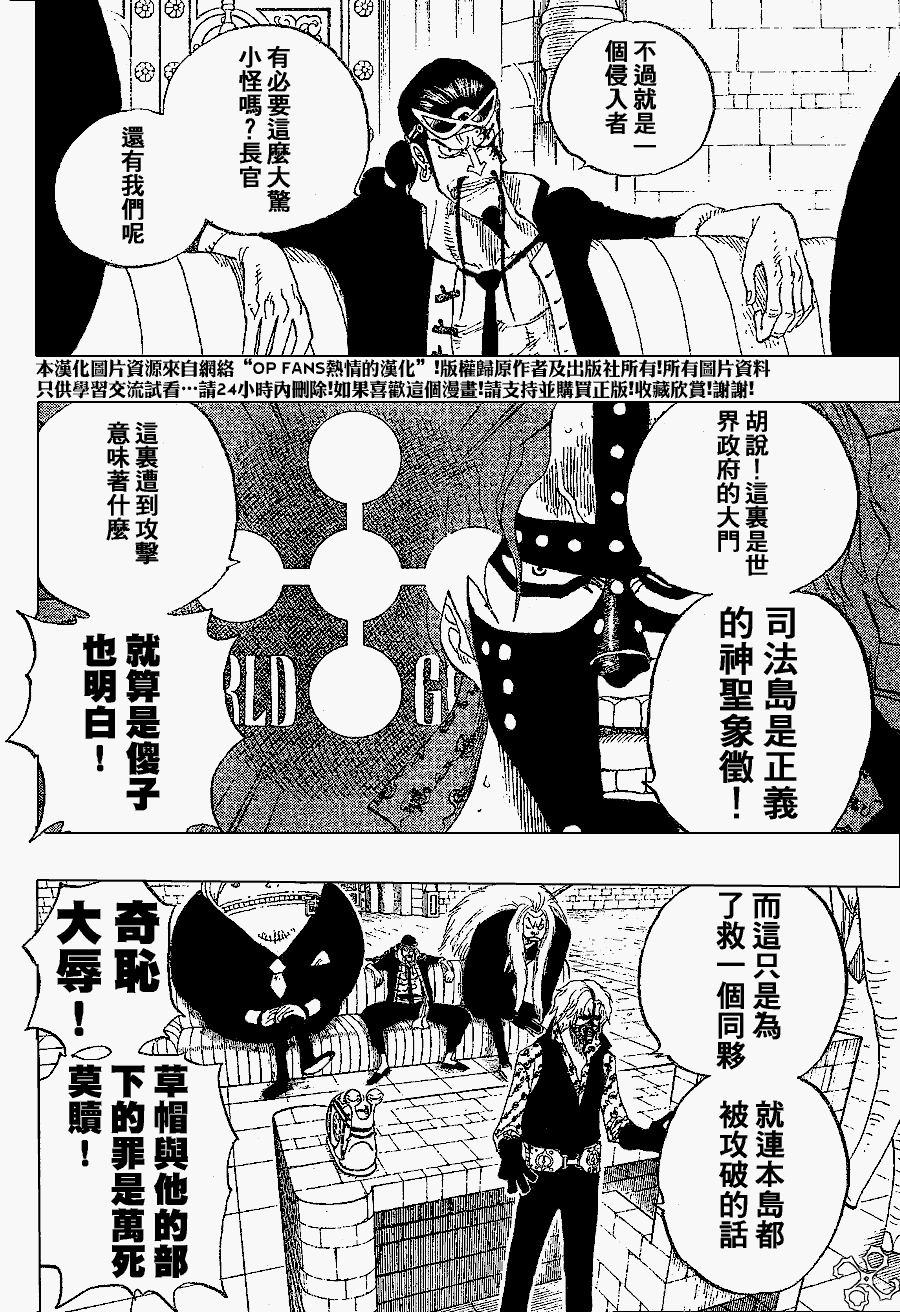 不過就是一
個侵入者
有必要這麼大驚
小怪嗎？長官
還有我們呢
本漢化圖片資源來自網絡“OP FANS熱情的漢化”!版權歸原作者及出版社所有!所有圖片資料
只供學習交流試看…請24小時內刪除!如果喜歡這個漫畫!請支持並購買正版!收藏欣賞!謝謝!
胡說！這裏是世
界政府的大門
司法島是正義
的神聖象徵！
這裏遭到攻擊
意味著什麼
就算是傻子
也明白！
RLD G
而這只是為
了救一個同夥
就連本島都
被攻破的話
奇恥
大辱！
草帽與他的部
下的罪是萬死
莫贖！